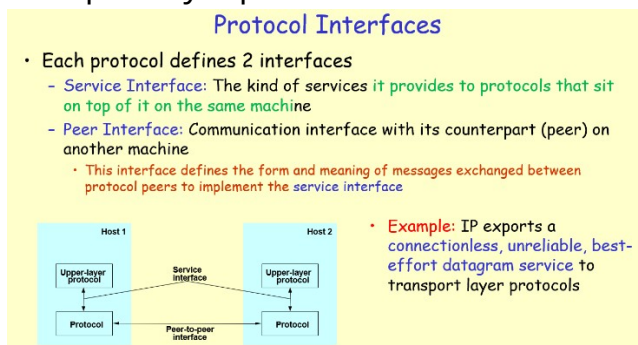 Protocol Interfaces
• Each protocol defines 2 interfaces
– Service Interface: The kind of services it provides to protocols that sit
on top of it on the same machine
– Peer Interface: Communication interface with its counterpart (peer) on
another machine
• This interface defines the form and meaning of messages exchanged between
protocol peers to implement the service interface
• Example: IP exports a
connectionless, unreliable, best-
effort datagram service to
transport layer protocols
Host 1
Host 2
Upper-layer
protocol
Service
interface
Upper-layer
protocol
Protocol
Peer-to-peer
interface
Protocol